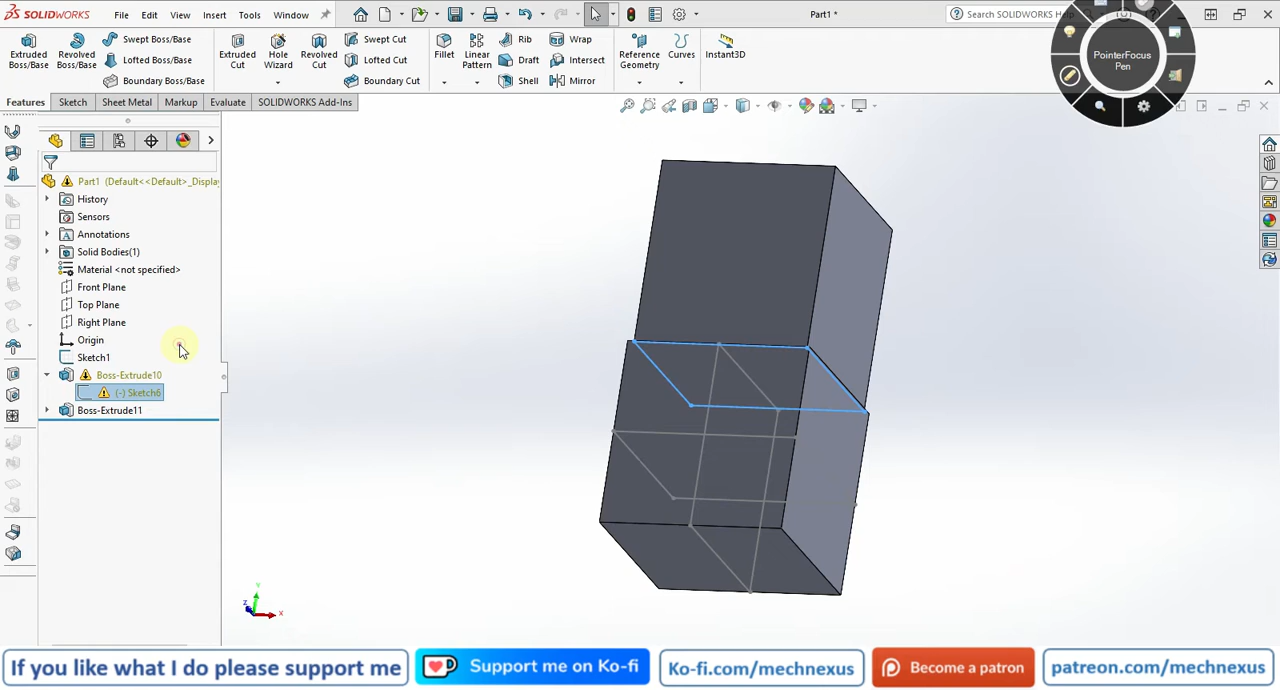 SOLIDWORKS File Edit View Insert Tools Window Part1 * Search SOLIDWORKS Help
PointerFocus
Pen
Extruded
Boss/Base
Revolved
Boss/Base
Swept Boss/Base
Lofted Boss/Base
Boundary Boss/Base
Extruded
Cut
Hole
Wizard
Revolved
Cut
Swept Cut
Lofted Cut
Boundary Cut
Fillet
Linear
Pattern
Rib
Draft
Shell
Wrap
Intersect
Mirror
Reference
Geometry
Curves
Instant3D
Features Sketch Sheet Metal Markup Evaluate SOLIDWORKS Add-Ins
Part1 (Default<<Default>_Display
History
Sensors
Annotations
Solid Bodies(1)
Material <not specified>
Front Plane
Top Plane
Right Plane
Origin
Sketch1
Boss-Extrude10
(-) Sketch6
Boss-Extrude11
Y
Z
X
If you like what I do please support me
Support me on Ko-fi
Ko-fi.com/mechnexus
Become a patron
patreon.com/mechnexus